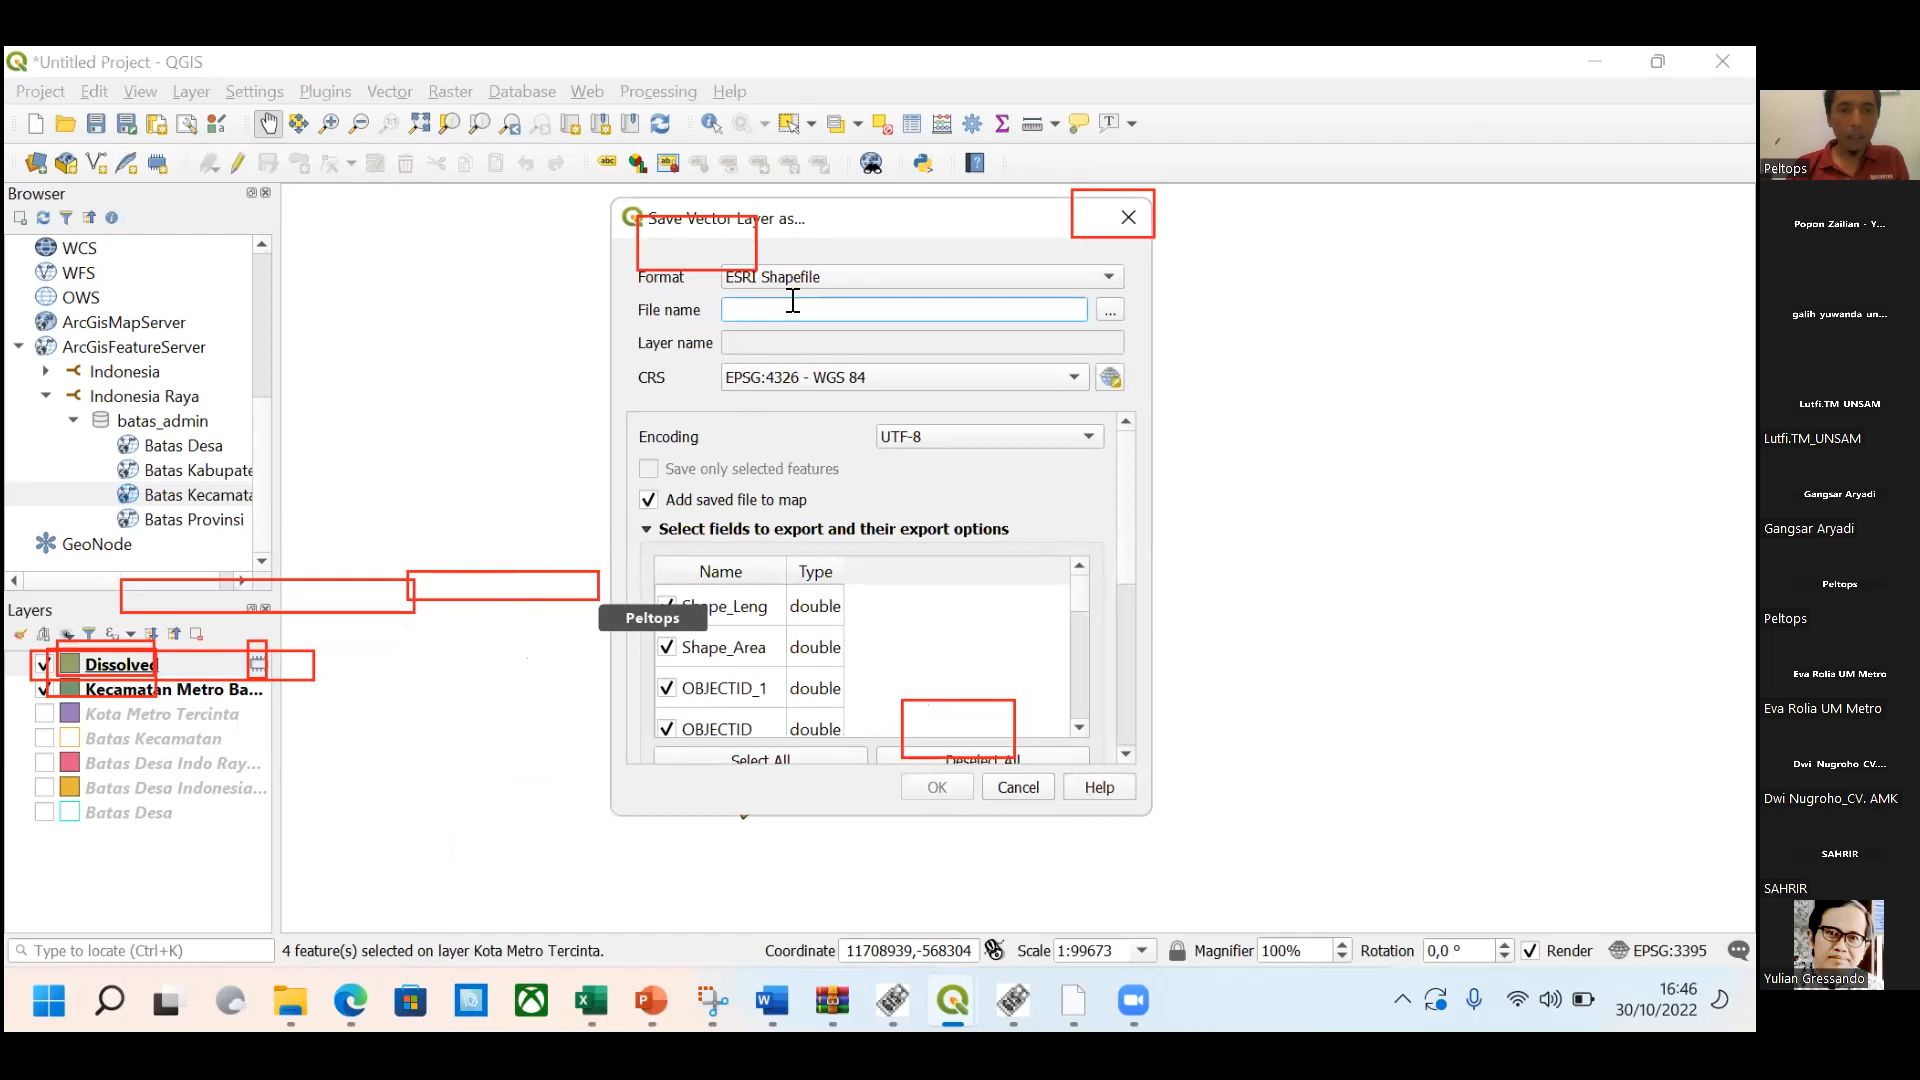 *Untitled Project - QGIS
Project Edit View Layer Settings Plugins Vector Raster Database Web Processing Help
Browser
WCS
WFS
OWS
ArcGisMapServer
ArcGisFeatureServer
Indonesia
Indonesia Raya
batas_admin
Batas Desa
Batas Kabupate
Batas Kecamata
Batas Provinsi
GeoNode
Layers
Dissolved
Kecamatan Metro Ba...
Kota Metro Tercinta
Batas Kecamatan
Batas Desa Indo Ray...
Batas Desa Indonesia...
Batas Desa
Save Vector Layer as...
Format ESRI Shapefile
File name ...
Layer name
CRS EPSG:4326 - WGS 84
Encoding UTF-8
Save only selected features
Add saved file to map
Select fields to export and their export options
Name Type
Shape_Leng double
Peltops
Shape_Area double
OBJECTID_1 double
OBJECTID double
Select All Deselect All
OK Cancel Help
Type to locate (Ctrl+K) 4 feature(s) selected on layer Kota Metro Tercinta. Coordinate 11708939,-568304 Scale 1:99673 Magnifier 100% Rotation 0,0 ° Render EPSG:3395
16:46
30/10/2022
Peltops
Popon Zailian - Y...
galih yuwanda un...
Lutfi.TM UNSAM
Lutfi.TM_UNSAM
Gangsar Aryadi
Gangsar Aryadi
Peltops
Peltops
Eva Rolia UM Metro
Eva Rolia UM Metro
Dwi Nugroho CV....
Dwi Nugroho_CV. AMK
SAHRIR
SAHRIR
Yulian Gressando